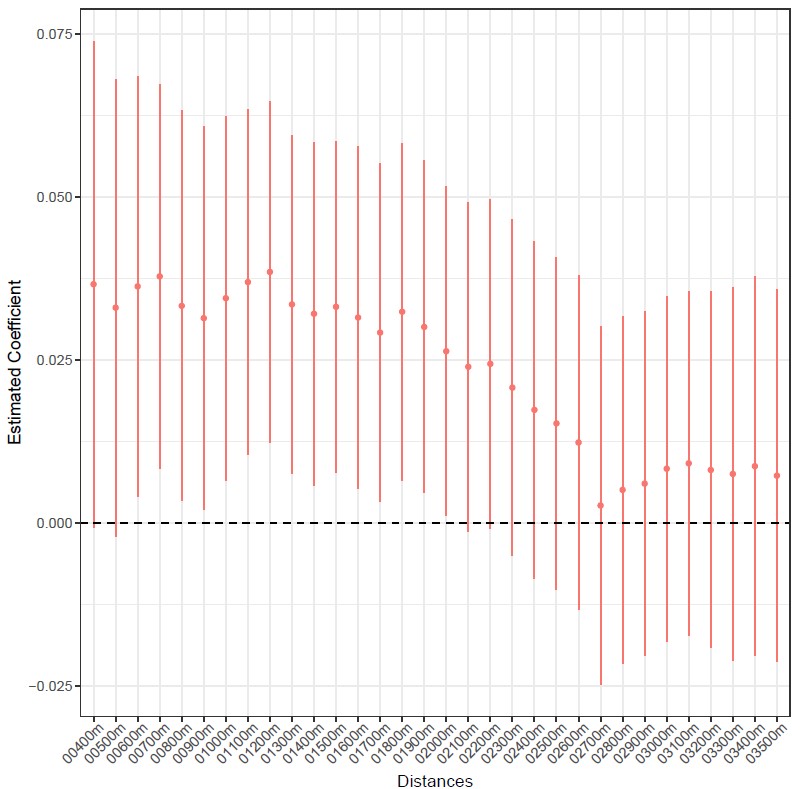 Estimated Coefficient
0.075
0.050
0.025
0.000
−0.025
00400m
00500m
00600m
00700m
00800m
00900m
01000m
01100m
01200m
01300m
01400m
01500m
01600m
01700m
01800m
01900m
02000m
02100m
02200m
02300m
02400m
02500m
02600m
02700m
02800m
02900m
03000m
03100m
03200m
03300m
03400m
03500m
Distances